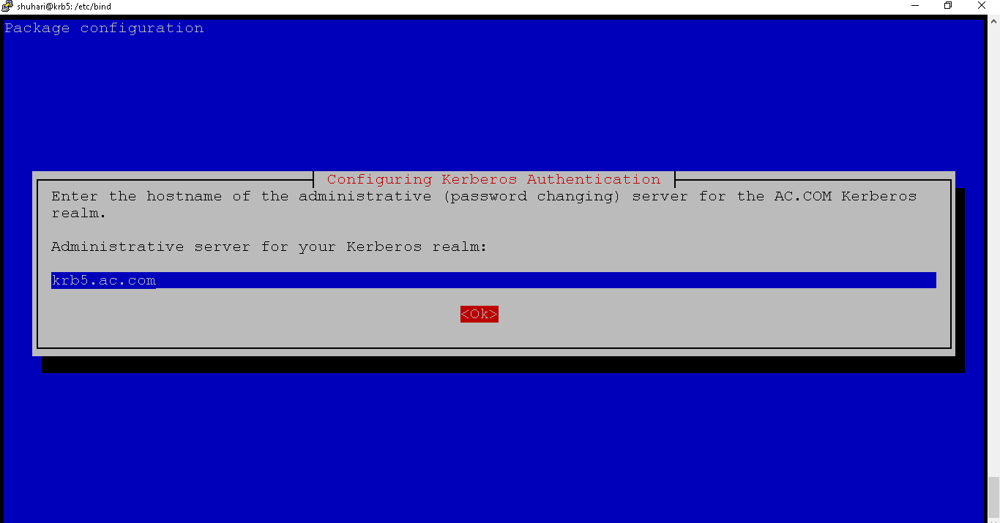 shuhari@krb5: /etc/bind
Package configuration
Configuring Kerberos Authentication
Enter the hostname of the administrative (password changing) server for the AC.COM Kerberos
realm.
Administrative server for your Kerberos realm:
krb5.ac.com
<Ok>